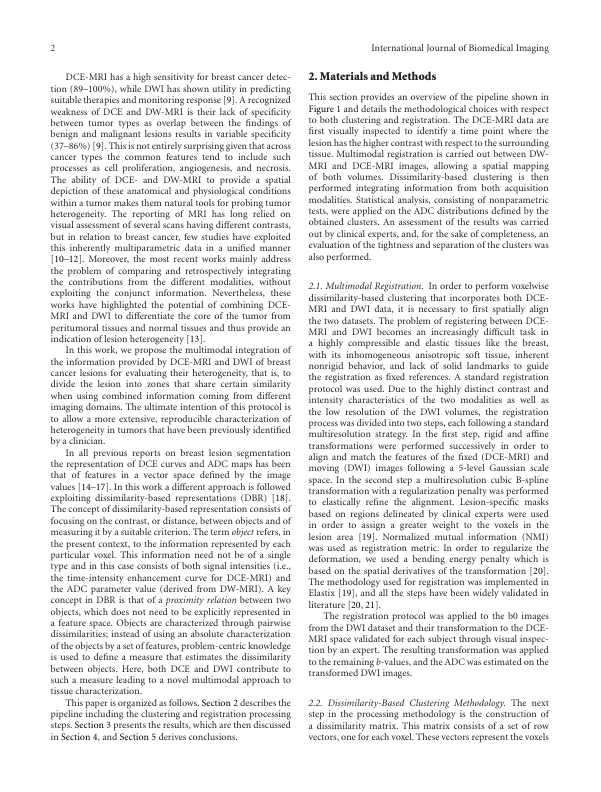 2
International Journal of Biomedical Imaging
DCE-MRI has a high sensitivity for breast cancer detec-
tion (89–100%), while DWI has shown utility in predicting
suitable therapies and monitoring response [9]. A recognized
weakness of DCE and DW-MRI is their lack of specificity
between tumor types as overlap between the findings of
benign and malignant lesions results in variable specificity
(37–86%) [9]. This is not entirely surprising given that across
cancer types the common features tend to include such
processes as cell proliferation, angiogenesis, and necrosis.
The ability of DCE- and DW-MRI to provide a spatial
depiction of these anatomical and physiological conditions
within a tumor makes them natural tools for probing tumor
heterogeneity. The reporting of MRI has long relied on
visual assessment of several scans having different contrasts,
but in relation to breast cancer, few studies have exploited
this inherently multiparametric data in a unified manner
[10–12]. Moreover, the most recent works mainly address
the problem of comparing and retrospectively integrating
the contributions from the different modalities, without
exploiting the conjunct information. Nevertheless, these
works have highlighted the potential of combining DCE-
MRI and DWI to differentiate the core of the tumor from
peritumoral tissues and normal tissues and thus provide an
indication of lesion heterogeneity [13].
In this work, we propose the multimodal integration of
the information provided by DCE-MRI and DWI of breast
cancer lesions for evaluating their heterogeneity, that is, to
divide the lesion into zones that share certain similarity
when using combined information coming from different
imaging domains. The ultimate intention of this protocol is
to allow a more extensive, reproducible characterization of
heterogeneity in tumors that have been previously identified
by a clinician.
In all previous reports on breast lesion segmentation
the representation of DCE curves and ADC maps has been
that of features in a vector space defined by the image
values [14–17]. In this work a different approach is followed
exploiting dissimilarity-based representations (DBR) [18].
The concept of dissimilarity-based representation consists of
focusing on the contrast, or distance, between objects and of
measuring it by a suitable criterion. The term object refers, in
the present context, to the information represented by each
particular voxel. This information need not be of a single
type and in this case consists of both signal intensities (i.e.,
the time-intensity enhancement curve for DCE-MRI) and
the ADC parameter value (derived from DW-MRI). A key
concept in DBR is that of a proximity relation between two
objects, which does not need to be explicitly represented in
a feature space. Objects are characterized through pairwise
dissimilarities; instead of using an absolute characterization
of the objects by a set of features, problem-centric knowledge
is used to define a measure that estimates the dissimilarity
between objects. Here, both DCE and DWI contribute to
such a measure leading to a novel multimodal approach to
tissue characterization.
This paper is organized as follows. Section 2 describes the
pipeline including the clustering and registration processing
steps. Section 3 presents the results, which are then discussed
in Section 4, and Section 5 derives conclusions.
2. Materials and Methods
This section provides an overview of the pipeline shown in
Figure 1 and details the methodological choices with respect
to both clustering and registration. The DCE-MRI data are
first visually inspected to identify a time point where the
lesion has the higher contrast with respect to the surrounding
tissue. Multimodal registration is carried out between DW-
MRI and DCE-MRI images, allowing a spatial mapping
of both volumes. Dissimilarity-based clustering is then
performed integrating information from both acquisition
modalities. Statistical analysis, consisting of nonparametric
tests, were applied on the ADC distributions defined by the
obtained clusters. An assessment of the results was carried
out by clinical experts, and, for the sake of completeness, an
evaluation of the tightness and separation of the clusters was
also performed.
2.1. Multimodal Registration. In order to perform voxelwise
dissimilarity-based clustering that incorporates both DCE-
MRI and DWI data, it is necessary to first spatially align
the two datasets. The problem of registering between DCE-
MRI and DWI becomes an increasingly difficult task in
a highly compressible and elastic tissues like the breast,
with its inhomogeneous anisotropic soft tissue, inherent
nonrigid behavior, and lack of solid landmarks to guide
the registration as fixed references. A standard registration
protocol was used. Due to the highly distinct contrast and
intensity characteristics of the two modalities as well as
the low resolution of the DWI volumes, the registration
process was divided into two steps, each following a standard
multiresolution strategy. In the first step, rigid and affine
transformations were performed successively in order to
align and match the features of the fixed (DCE-MRI) and
moving (DWI) images following a 5-level Gaussian scale
space. In the second step a multiresolution cubic B-spline
transformation with a regularization penalty was performed
to elastically refine the alignment. Lesion-specific masks
based on regions delineated by clinical experts were used
in order to assign a greater weight to the voxels in the
lesion area [19]. Normalized mutual information (NMI)
was used as registration metric. In order to regularize the
deformation, we used a bending energy penalty which is
based on the spatial derivatives of the transformation [20].
The methodology used for registration was implemented in
Elastix [19], and all the steps have been widely validated in
literature [20, 21].
The registration protocol was applied to the b0 images
from the DWI dataset and their transformation to the DCE-
MRI space validated for each subject through visual inspec-
tion by an expert. The resulting transformation was applied
to the remaining b-values, and the ADC was estimated on the
transformed DWI images.
2.2. Dissimilarity-Based Clustering Methodology. The next
step in the processing methodology is the construction of
a dissimilarity matrix. This matrix consists of a set of row
vectors, one for each voxel. These vectors represent the voxels